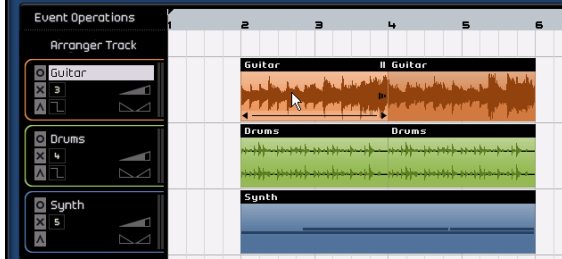 Event Operations
1 2 3 4 5 6
Arranger Track
Guitar Guitar
Guitar
3
Drums Drums
Drums
4
Synth
Synth
5